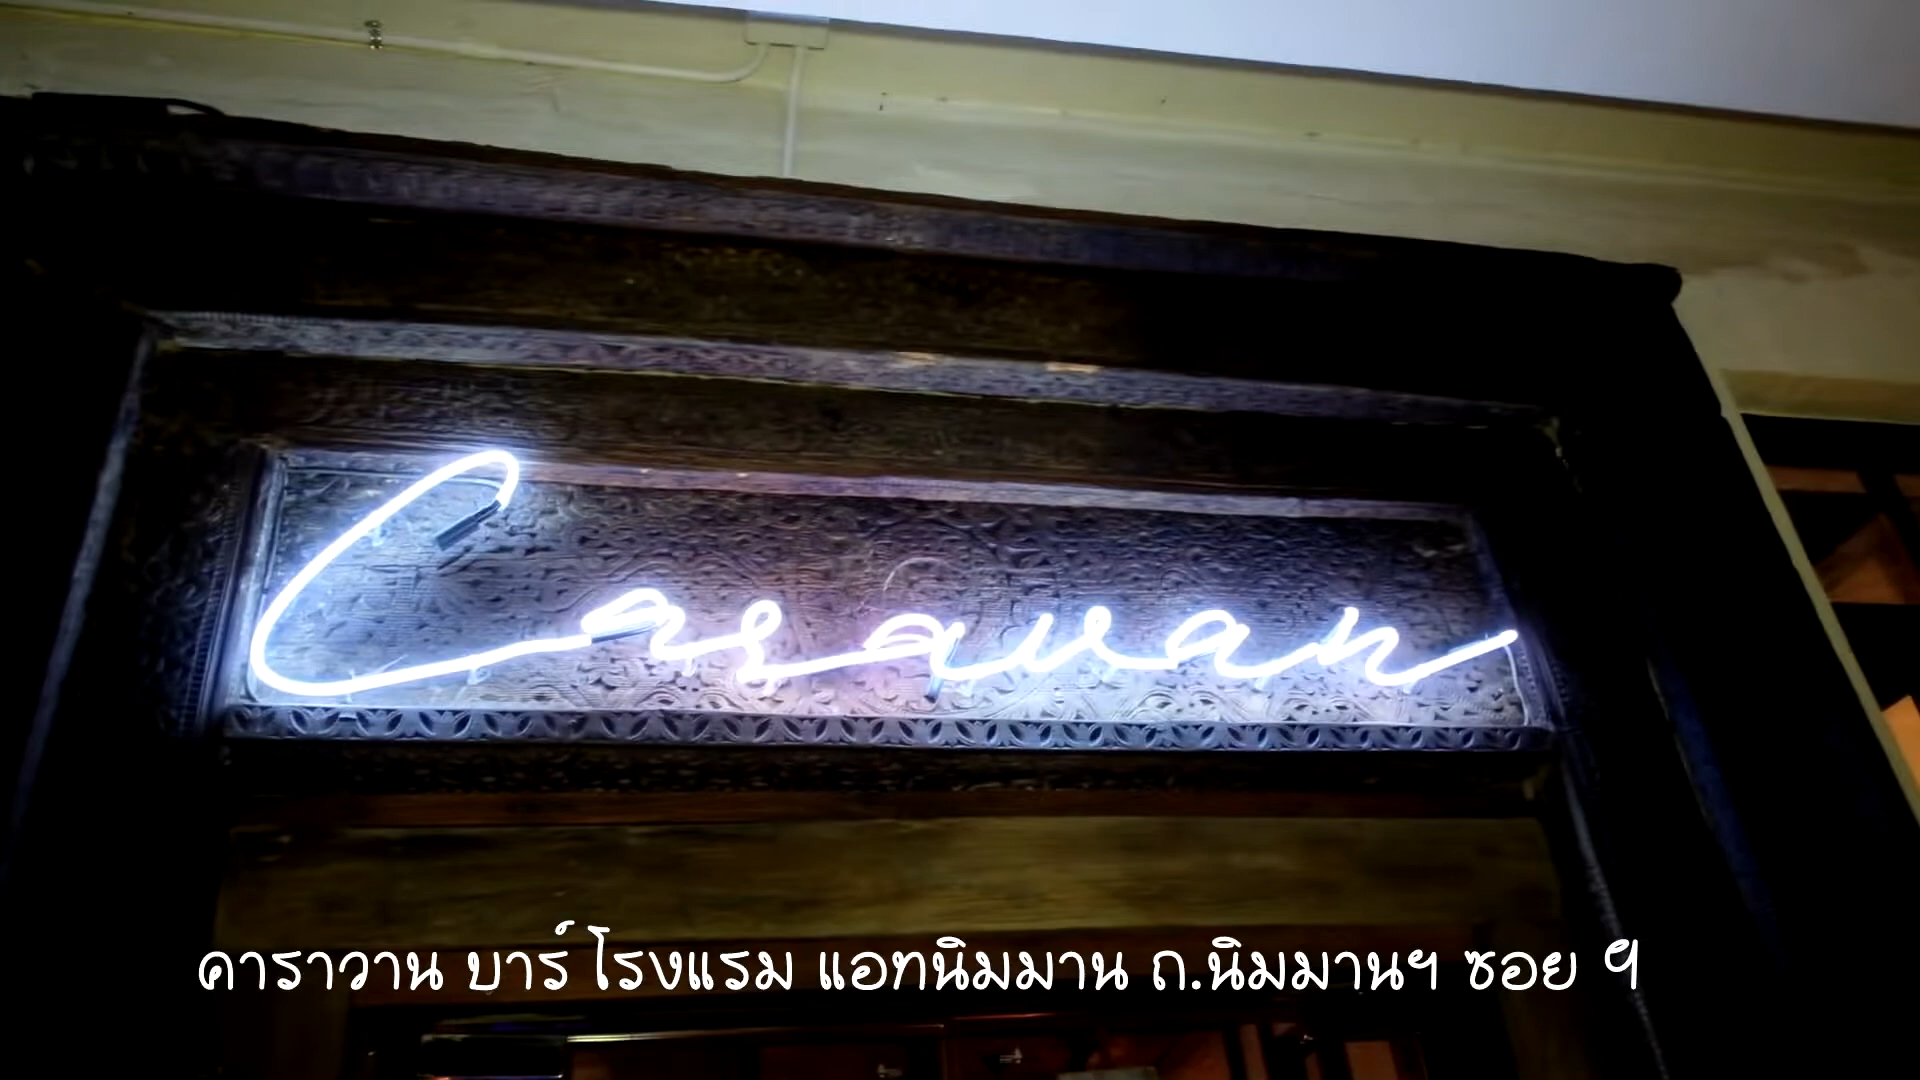 Caravan
คาราวาน บาร์ โรงแรม แอทนิมมาน ถ.นิมมานฯ ซอย 9